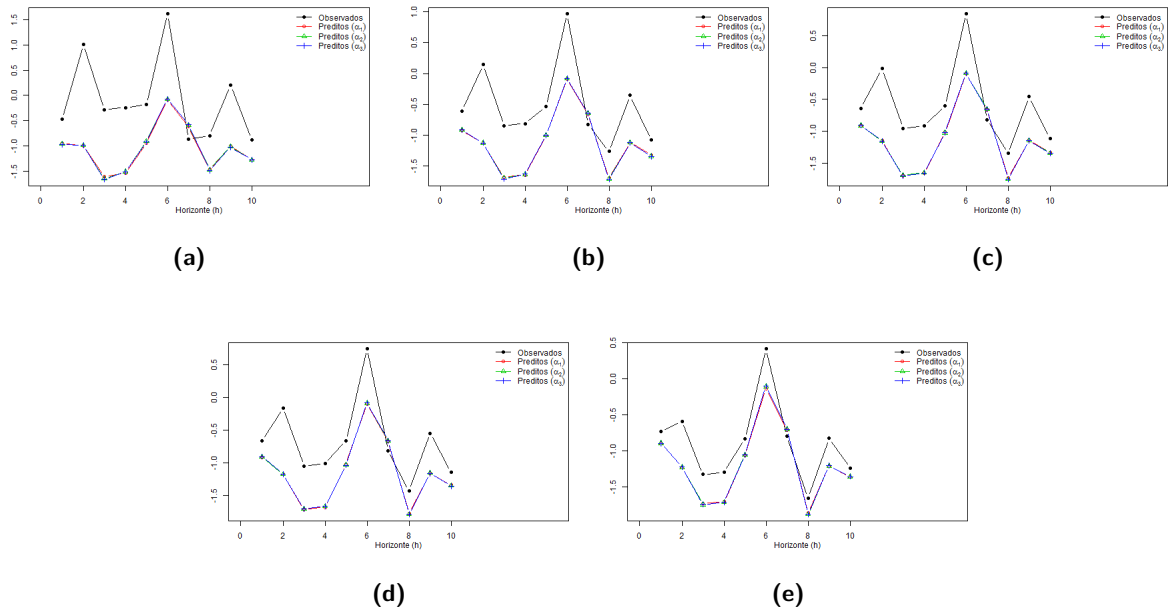 1.5
1.0
0.5
0.0
-0.5
-1.0
-1.5
0 2 4 6 8 10
Horizonte (h)
Observados
Preditos (α₁)
Preditos (α₂)
Preditos (α₃)
(a)
1.0
0.5
0.0
-0.5
-1.0
-1.5
0 2 4 6 8 10
Horizonte (h)
Observados
Preditos (α₁)
Preditos (α₂)
Preditos (α₃)
(b)
0.5
0.0
-0.5
-1.0
-1.5
0 2 4 6 8 10
Horizonte (h)
Observados
Preditos (α₁)
Preditos (α₂)
Preditos (α₃)
(c)
0.5
0.0
-0.5
-1.0
-1.5
0 2 4 6 8 10
Horizonte (h)
Observados
Preditos (α₁)
Preditos (α₂)
Preditos (α₃)
(d)
0.5
0.0
-0.5
-1.0
-1.5
0 2 4 6 8 10
Horizonte (h)
Observados
Preditos (α₁)
Preditos (α₂)
Preditos (α₃)
(e)